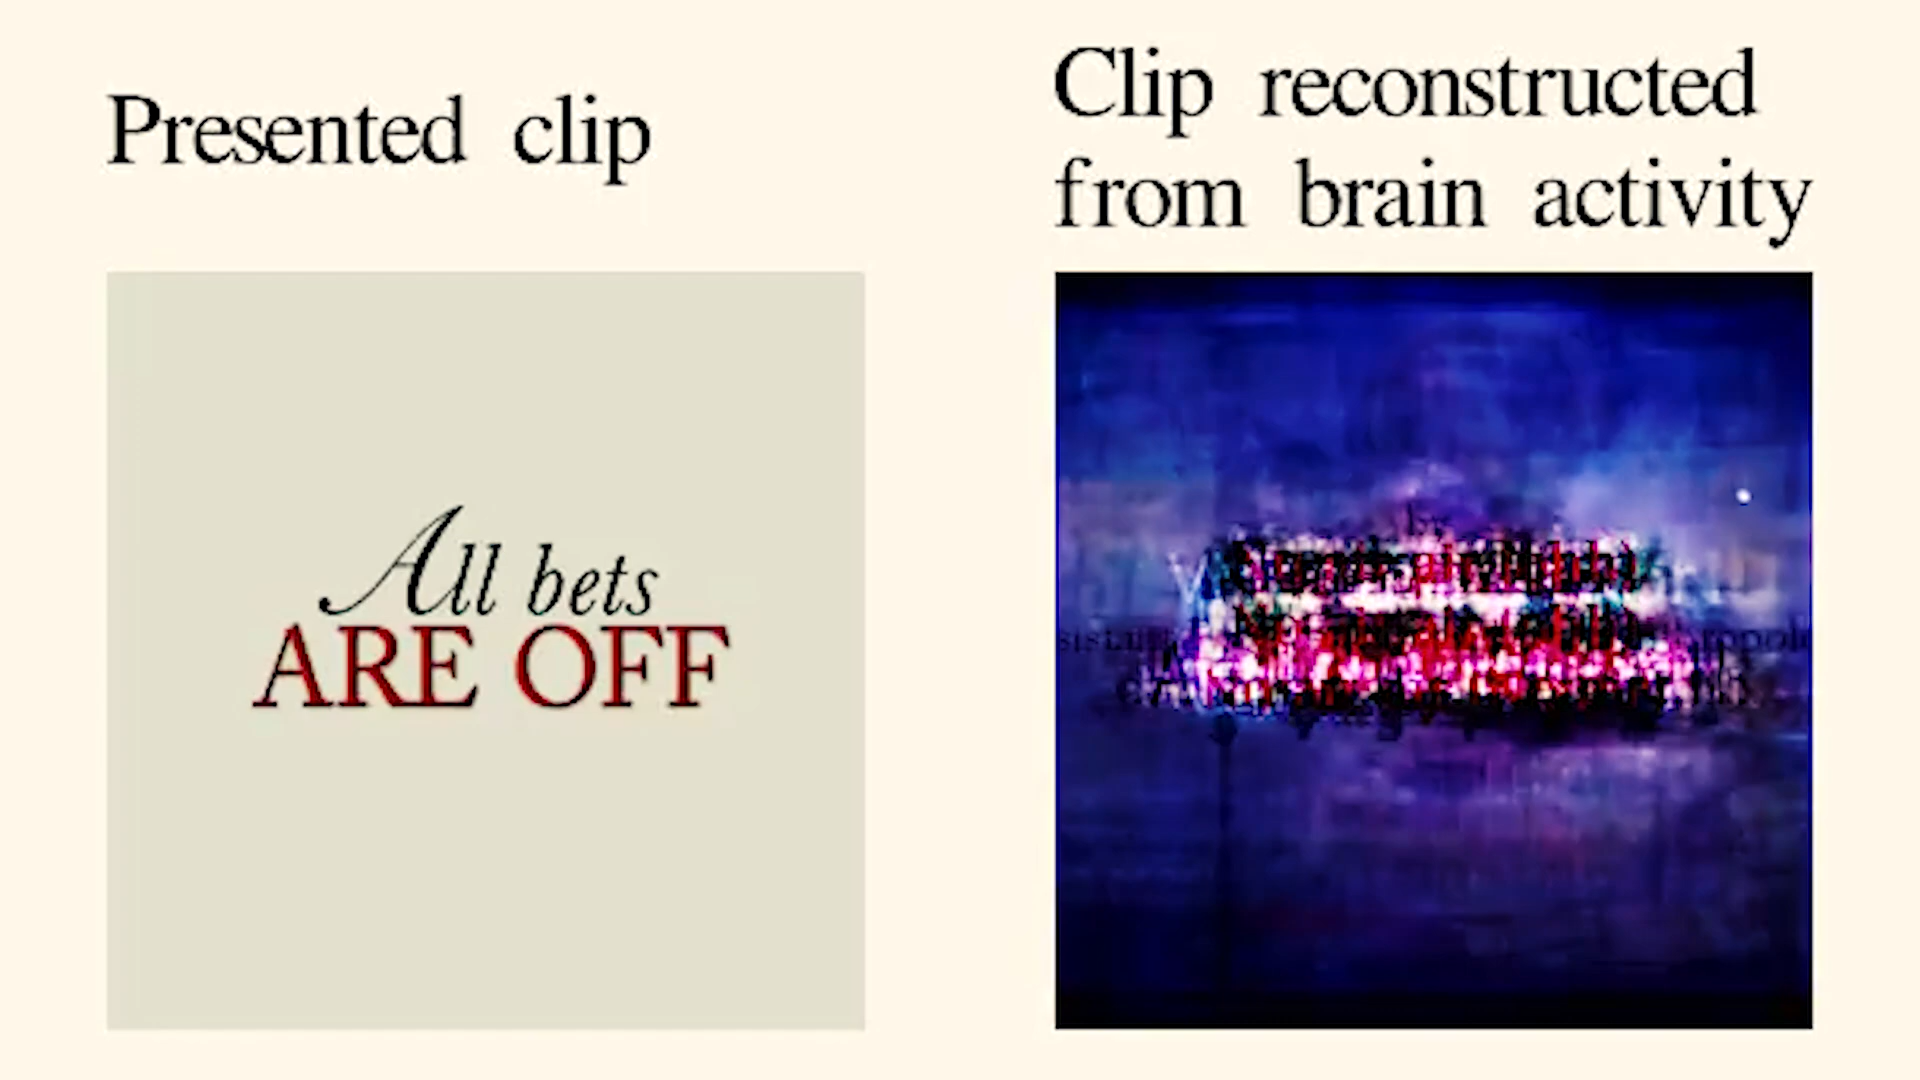 Presented clip
Clip reconstructed
from brain activity
All bets
ARE OFF